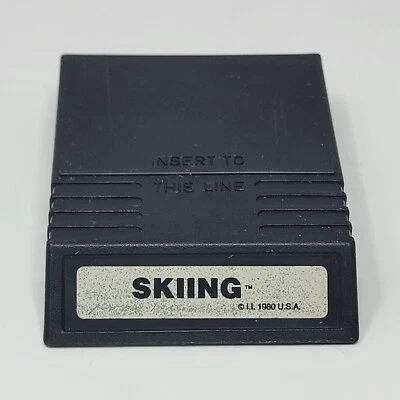 INSERT TO
THIS LINE
SKIING™
© I.I. 1980 U.S.A.